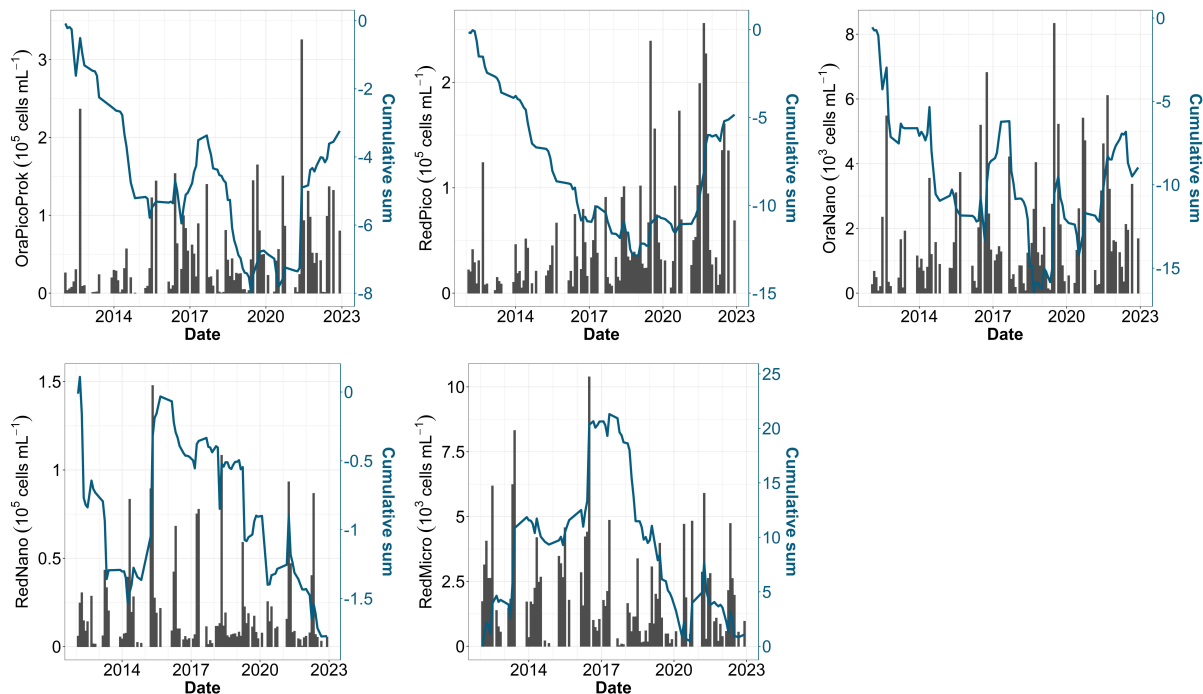 OraPicoProk (10⁵ cells mL⁻¹)
3
2
1
0
0
-2
-4
-6
-8
Cumulative sum
2014 2017 2020 2023
Date
RedPico (10⁵ cells mL⁻¹)
2
1
0
0
-5
-10
-15
Cumulative sum
2014 2017 2020 2023
Date
OraNano (10³ cells mL⁻¹)
8
6
4
2
0
0
-5
-10
-15
Cumulative sum
2014 2017 2020 2023
Date
RedNano (10⁵ cells mL⁻¹)
1.5
1
0.5
0
0
-0.5
-1
-1.5
Cumulative sum
2014 2017 2020 2023
Date
RedMicro (10³ cells mL⁻¹)
10
7.5
5
2.5
0
25
20
15
10
5
0
Cumulative sum
2014 2017 2020 2023
Date